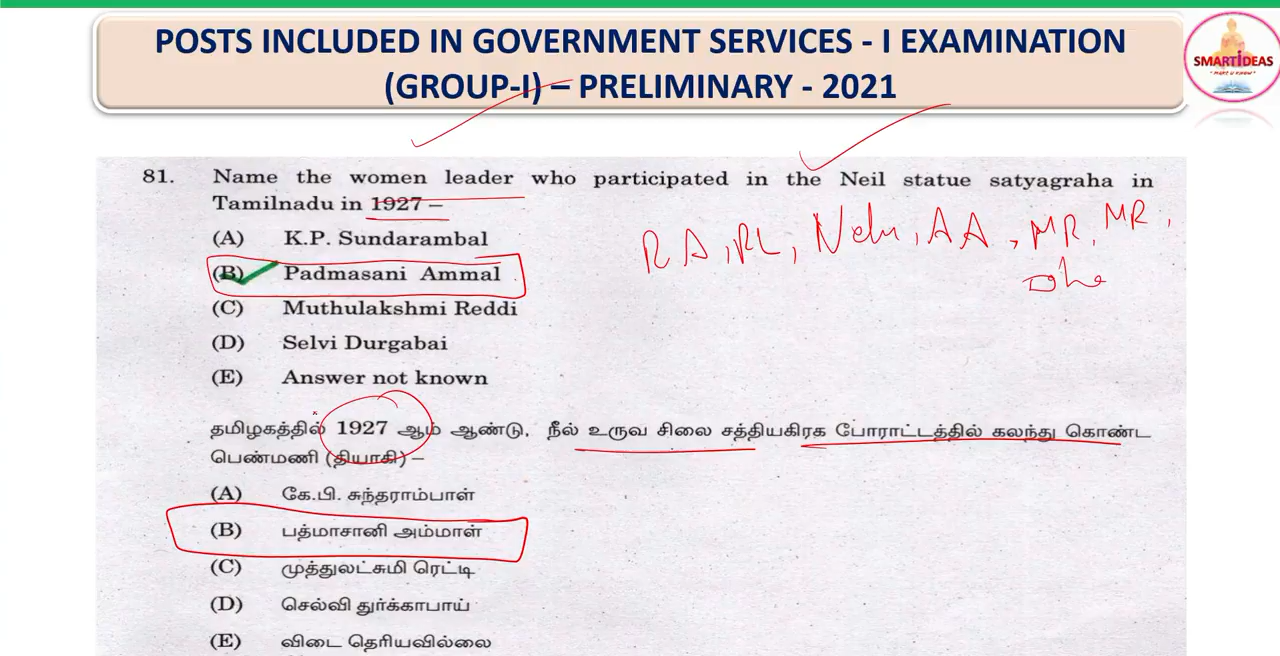 POSTS INCLUDED IN GOVERNMENT SERVICES - I EXAMINATION
(GROUP-I) – PRELIMINARY - 2021
SMARTiDEAS
81. Name the women leader who participated in the Neil statue satyagraha in
Tamilnadu in 1927 –
(A) K.P. Sundarambal
(B) Padmasani Ammal
(C) Muthulakshmi Reddi
(D) Selvi Durgabai
(E) Answer not known
RA, RL, Nehru, AA, MR, MR,
தமிழகத்தில் 1927 ஆம் ஆண்டு, நீல் உருவ சிலை சத்தியகிரக போராட்டத்தில் கலந்து கொண்ட
பெண்மணி (தியாகி) –
(A) கே.பி. சுந்தராம்பாள்
(B) பத்மாசானி அம்மாள்
(C) முத்துலட்சுமி ரெட்டி
(D) செல்வி துர்க்காபாய்
(E) விடை தெரியவில்லை